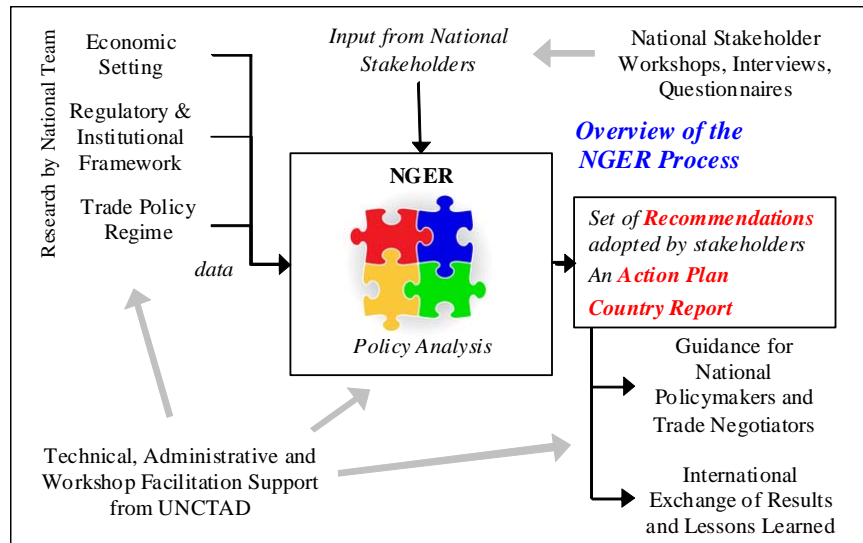 Research by National Team
Economic
Setting
Regulatory &
Institutional
Framework
Trade Policy
Regime
data
Input from National
Stakeholders
National Stakeholder
Workshops, Interviews,
Questionnaires
Overview of the
NGER Process
NGER
Policy Analysis
Set of Recommendations
adopted by stakeholders
An Action Plan
Country Report
Guidance for
National
Policymakers and
Trade Negotiators
International
Exchange of Results
and Lessons Learned
Technical, Administrative and
Workshop Facilitation Support
from UNCTAD